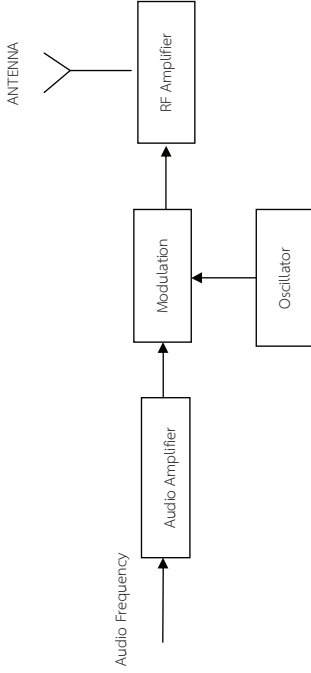 Audio Frequency
Audio Amplifier
Modulation
Oscillator
RF Amplifier
ANTENNA